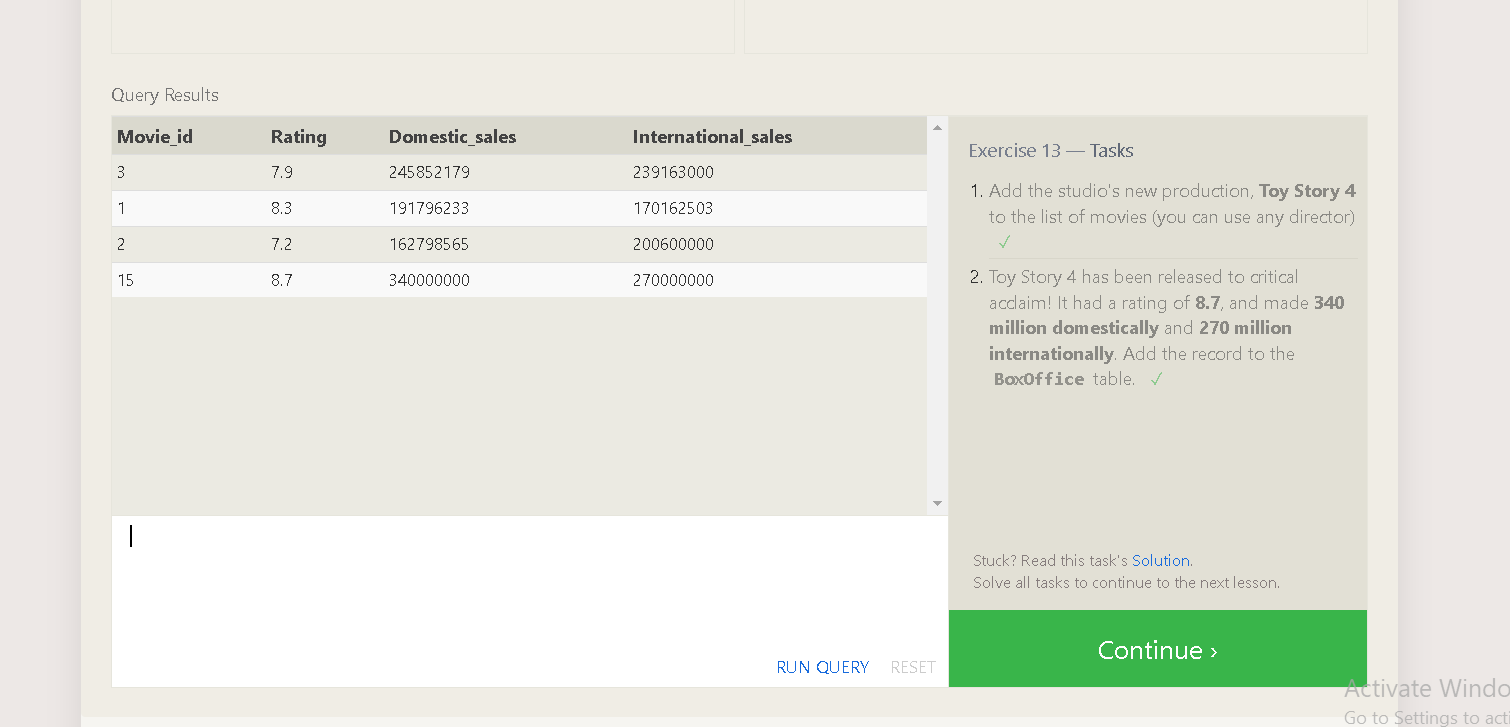 Query Results
Movie_id Rating Domestic_sales International_sales
3 7.9 245852179 239163000
1 8.3 191796233 170162503
2 7.2 162798565 200600000
15 8.7 340000000 270000000
RUN QUERY RESET
Exercise 13 — Tasks
1. Add the studio's new production, Toy Story 4
to the list of movies (you can use any director)
✓
2. Toy Story 4 has been released to critical
acclaim! It had a rating of 8.7, and made 340
million domestically and 270 million
internationally. Add the record to the
BoxOffice table. ✓
Stuck? Read this task's Solution.
Solve all tasks to continue to the next lesson.
Continue ›
Activate Windo
Go to Settings to acti